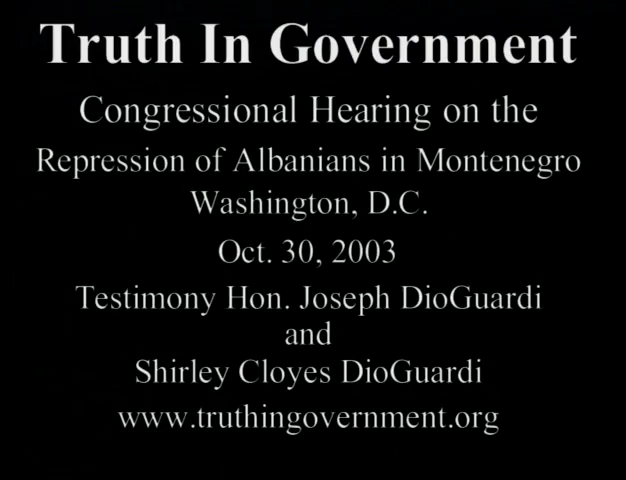 Truth In Government
Congressional Hearing on the
Repression of Albanians in Montenegro
Washington, D.C.
Oct. 30, 2003
Testimony Hon. Joseph DioGuardi
and
Shirley Cloyes DioGuardi
www.truthingovernment.org